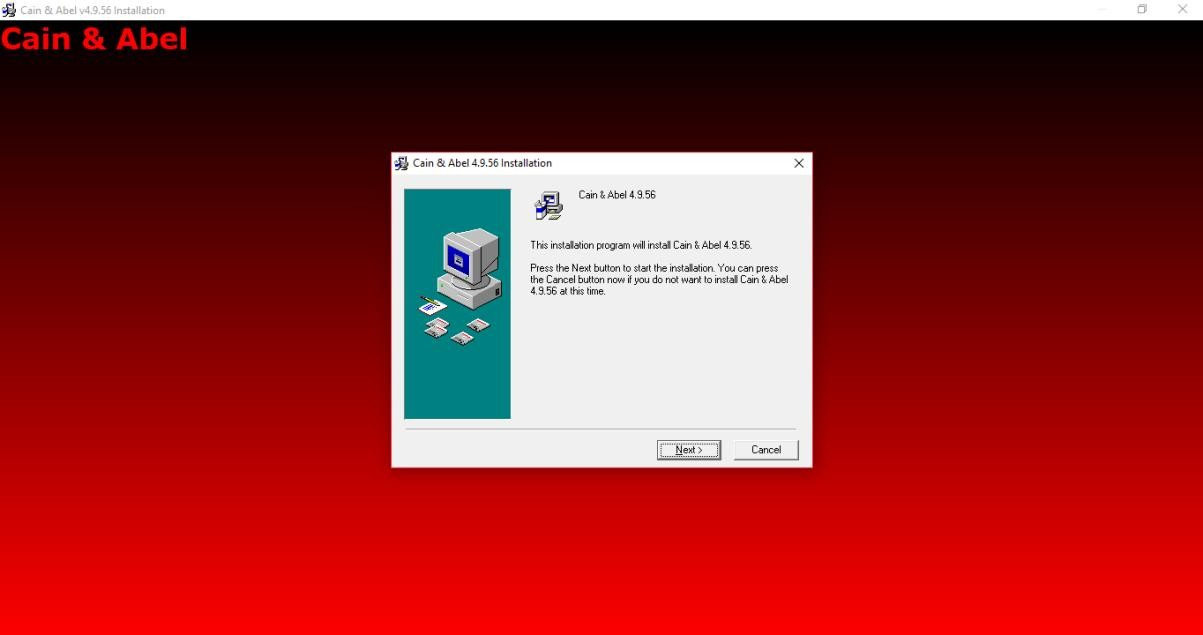 Cain & Abel v4.9.56 Installation
Cain & Abel
Cain & Abel 4.9.56 Installation
Cain & Abel 4.9.56
This installation program will install Cain & Abel 4.9.56.
Press the Next button to start the installation. You can press
the Cancel button now if you do not want to install Cain & Abel
4.9.56 at this time.
Next >
Cancel